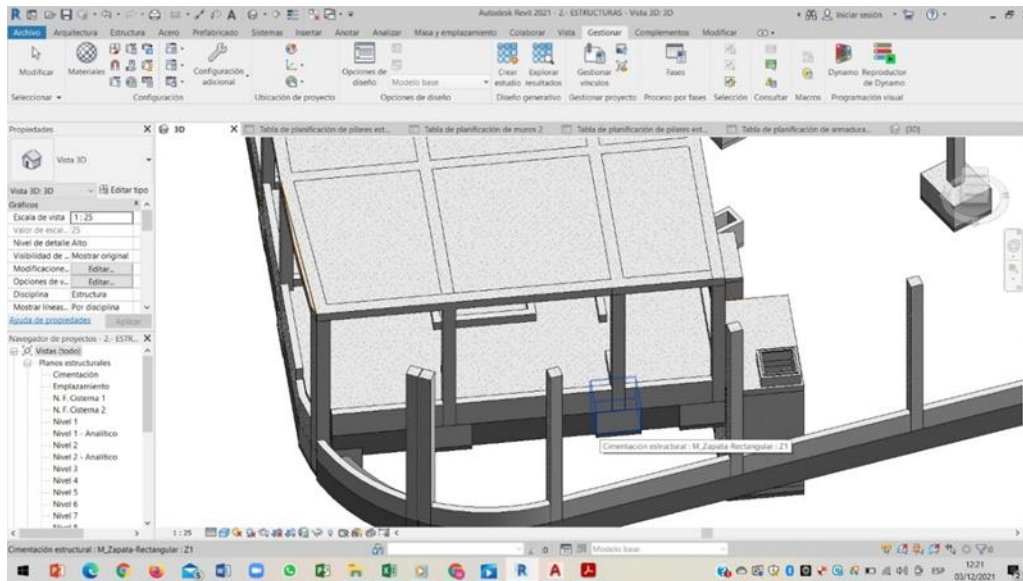 Autodesk Revit 2021 - 2.- ESTRUCTURAS - Vista 3D: 3D
Iniciar sesión
Archivo Arquitectura Estructura Acero Prefabricado Sistemas Insertar Anotar Analizar Masa y emplazamiento Colaborar Vista Gestionar Complementos Modificar
Modificar Materiales Configuración adicional Opciones de diseño Modelo base Crear estudio Explorar resultados Gestionar vínculos Fases Dynamo Reproductor de Dynamo
Seleccionar Configuración Ubicación de proyecto Opciones de diseño Diseño generativo Gestionar proyecto Proceso por fases Selección Consultar Macros Programación visual
Propiedades
3D Tabla de planificación de pilares est... Tabla de planificación de muros 2 Tabla de planificación de pilares est... Tabla de planificación de armadura... {3D}
Vista 3D
Vista 3D: 3D Editar tipo
Gráficos
Escala de vista 1 : 25
Valor de escal... 25
Nivel de detalle Alto
Visibilidad de ... Mostrar original
Modificacione... Editar...
Opciones de v... Editar...
Disciplina Estructura
Mostrar líneas... Por disciplina
Ayuda de propiedades Aplicar
Navegador de proyectos - 2.- ESTR...
Vistas (todo)
Planos estructurales
Cimentación
Emplazamiento
N. F. Cisterna 1
N. F. Cisterna 2
Nivel 1
Nivel 1 - Analítico
Nivel 2
Nivel 2 - Analítico
Nivel 3
Nivel 4
Nivel 5
Nivel 6
Nivel 7
Cimentación estructural : M_Zapata-Rectangular : Z1
1 : 25
Cimentación estructural : M_Zapata-Rectangular : Z1
0 Modelo base
ESP
12:21
03/12/2021